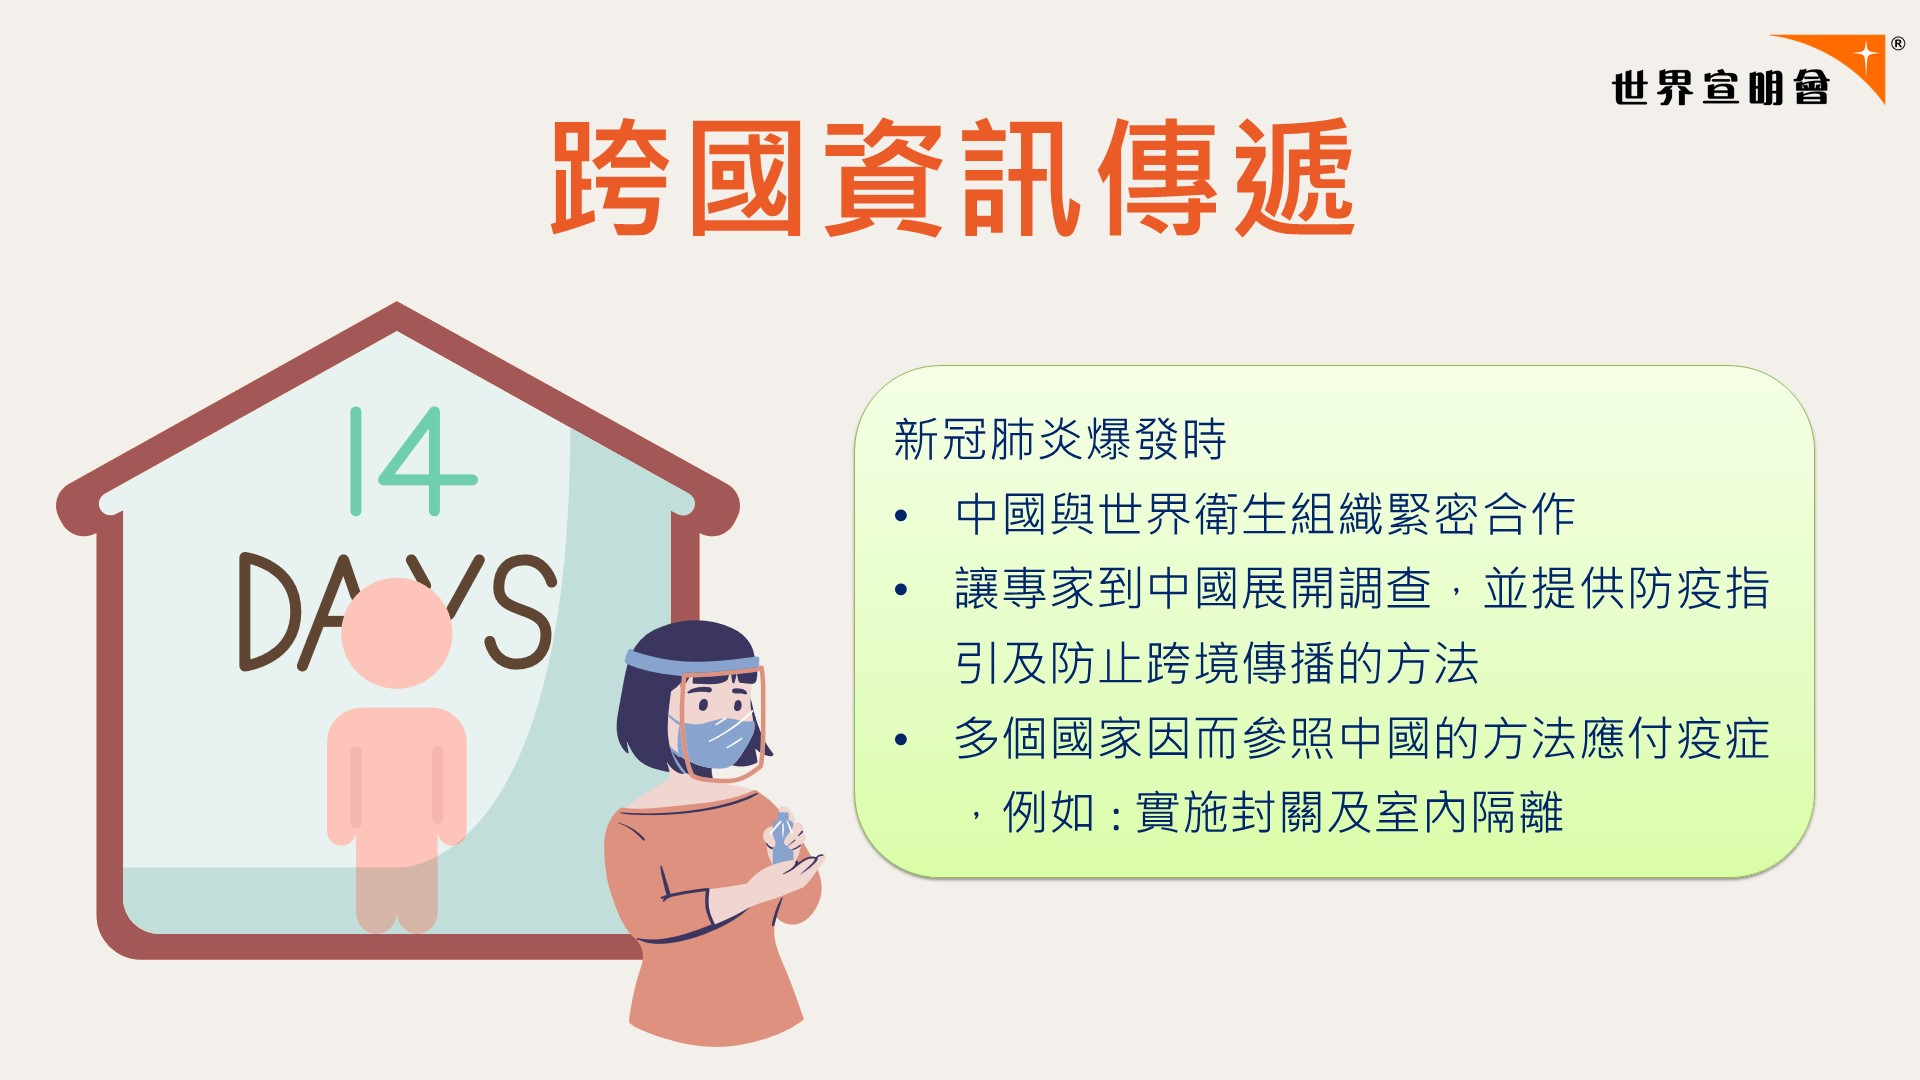 世界宣明會®
跨國資訊傳遞
14
DAYS
新冠肺炎爆發時
• 中國與世界衛生組織緊密合作
• 讓專家到中國展開調查，並提供防疫指
引及防止跨境傳播的方法
• 多個國家因而參照中國的方法應付疫症
，例如：實施封關及室內隔離